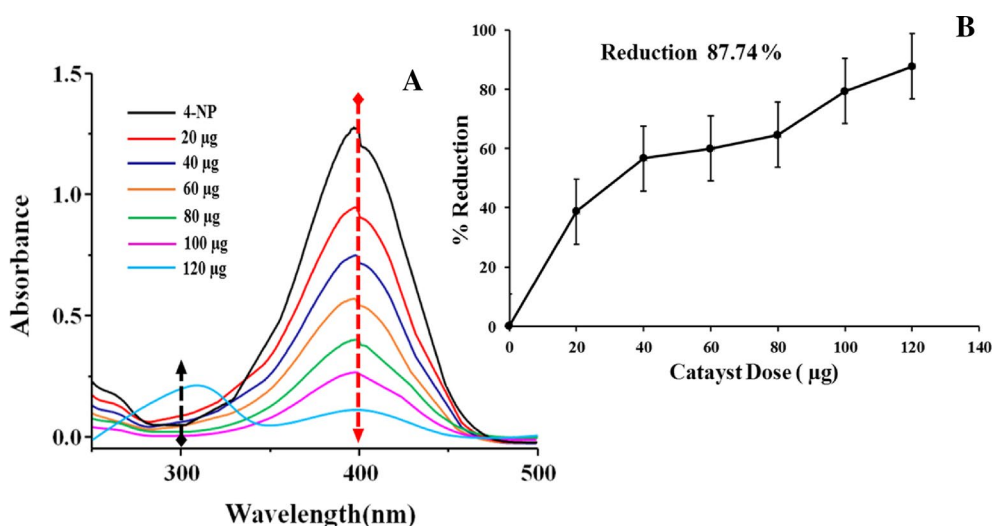 A
1.5
1.0
0.5
0.0
Absorbance
4-NP
20 μg
40 μg
60 μg
80 μg
100 μg
120 μg
300
400
500
Wavelength(nm)
B
Reduction 87.74 %
100
80
60
40
20
0
% Reduction
0
20
40
60
80
100
120
140
Catayst Dose ( μg)